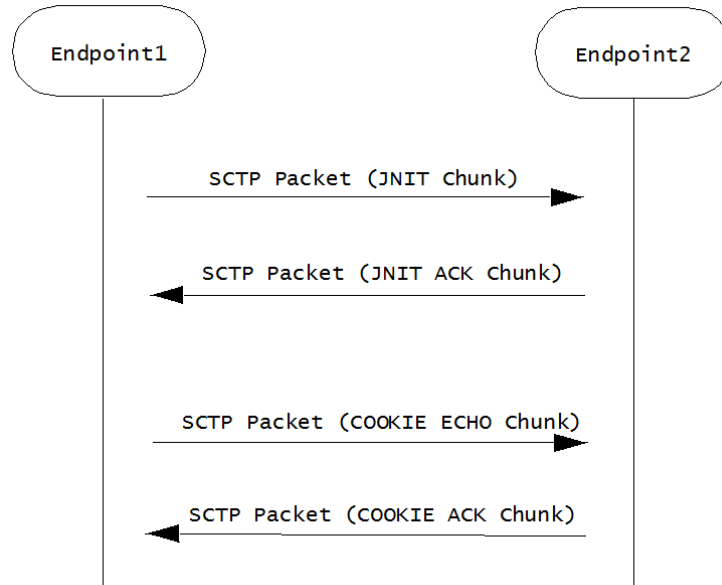 Endpoint1
Endpoint2
SCTP Packet (JNIT Chunk)
SCTP Packet (JNIT ACK Chunk)
SCTP Packet (COOKIE ECHO Chunk)
SCTP Packet (COOKIE ACK Chunk)